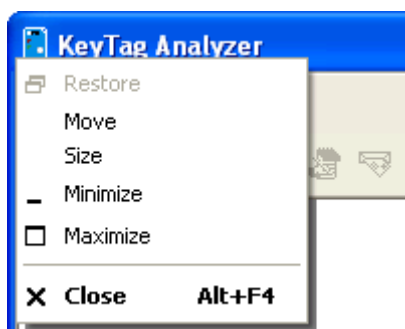 KeyTag Analyzer
Restore
Move
Size
Minimize
Maximize
Close Alt+F4